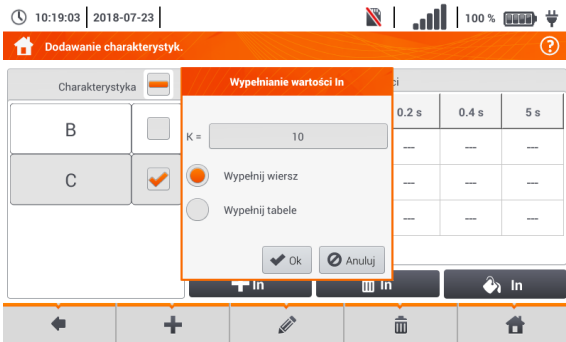 10:19:03 2018-07-23 100 %
Dodawanie charakterystyk. ?
Charakterystyka
Wypełnianie wartości In
ci
0.2 s 0.4 s 5 s
B
C
K = 10
--- --- ---
--- --- ---
--- --- ---
Wypełnij wiersz
Wypełnij tabele
Ok Anuluj
In In In